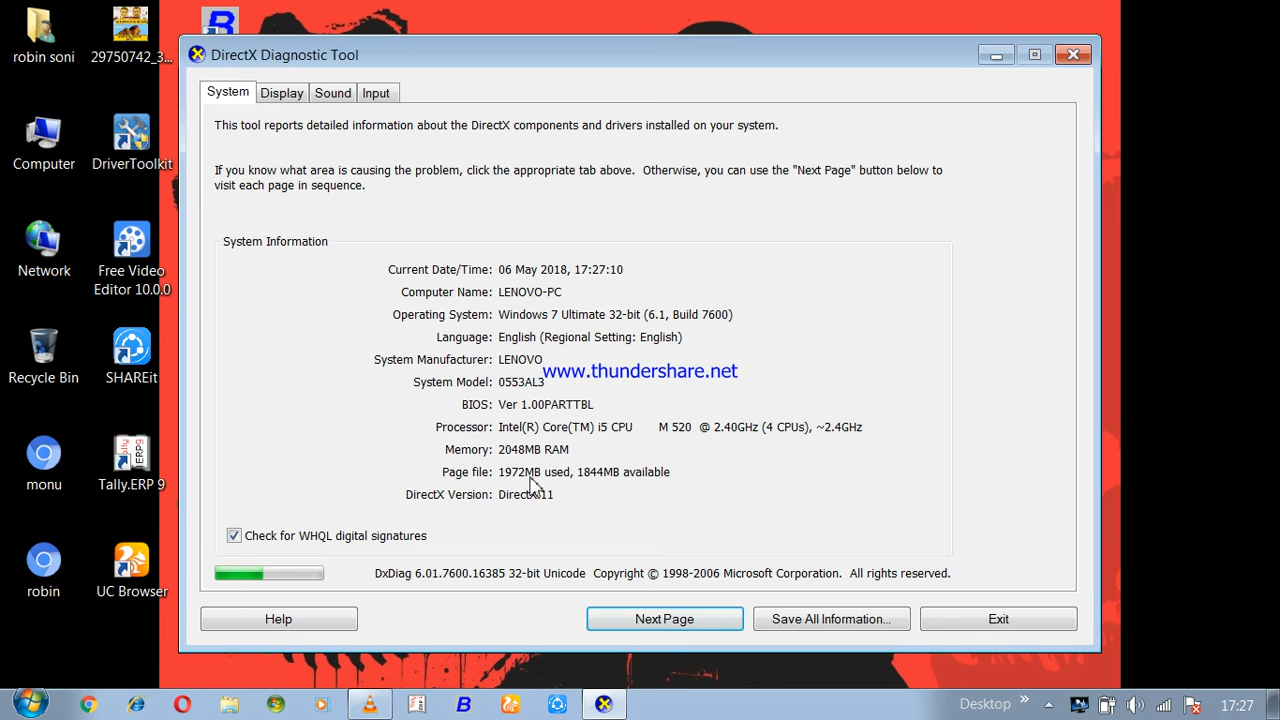 robin soni
29750742_3...
Computer
DriverToolkit
Network
Free Video
Editor 10.0.0
Recycle Bin
SHAREit
monu
Tally.ERP 9
robin
UC Browser
DirectX Diagnostic Tool
System Display Sound Input
This tool reports detailed information about the DirectX components and drivers installed on your system.
If you know what area is causing the problem, click the appropriate tab above. Otherwise, you can use the "Next Page" button below to
visit each page in sequence.
System Information
Current Date/Time: 06 May 2018, 17:27:10
Computer Name: LENOVO-PC
Operating System: Windows 7 Ultimate 32-bit (6.1, Build 7600)
Language: English (Regional Setting: English)
System Manufacturer: LENOVO
www.thundershare.net
System Model: 0553AL3
BIOS: Ver 1.00PARTTBL
Processor: Intel(R) Core(TM) i5 CPU M 520 @ 2.40GHz (4 CPUs), ~2.4GHz
Memory: 2048MB RAM
Page file: 1972MB used, 1844MB available
DirectX Version: DirectX 11
Check for WHQL digital signatures
DxDiag 6.01.7600.16385 32-bit Unicode Copyright © 1998-2006 Microsoft Corporation. All rights reserved.
Help Next Page Save All Information... Exit
Desktop » 17:27